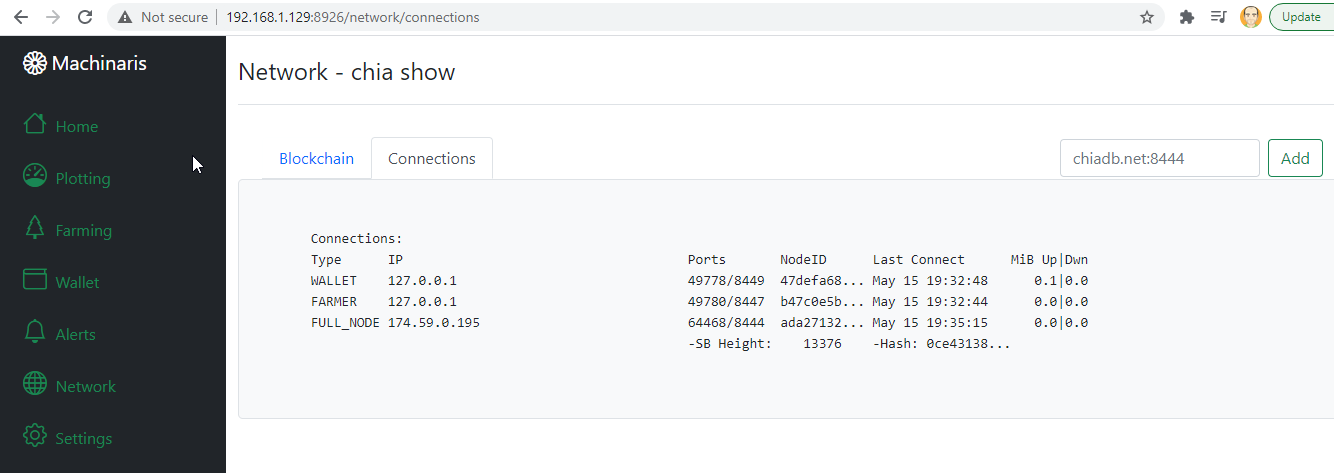 Not secure | 192.168.1.129:8926/network/connections
Update
Machinaris
Home
Plotting
Farming
Wallet
Alerts
Network
Settings
Network - chia show
Blockchain
Connections
chiadb.net:8444
Add
Connections:
Type IP Ports NodeID Last Connect MiB Up|Dwn
WALLET 127.0.0.1 49778/8449 47defa68... May 15 19:32:48 0.1|0.0
FARMER 127.0.0.1 49780/8447 b47c0e5b... May 15 19:32:44 0.0|0.0
FULL_NODE 174.59.0.195 64468/8444 ada27132... May 15 19:35:15 0.0|0.0
-SB Height: 13376 -Hash: 0ce43138...